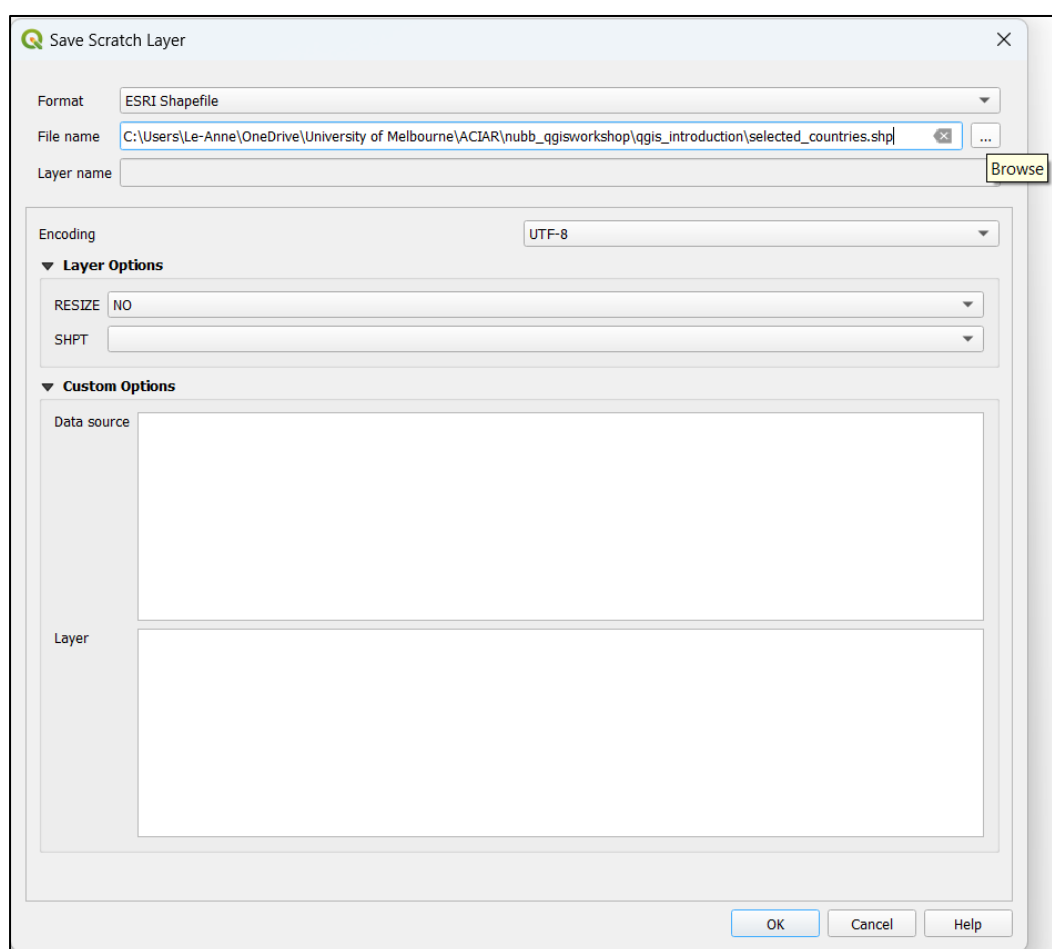 Save Scratch Layer
Format ESRI Shapefile
File name C:\Users\Le-Anne\OneDrive\University of Melbourne\ACIAR\nubb_qgisworkshop\qgis_introduction\selected_countries.shp ...
Browse
Layer name
Encoding UTF-8
Layer Options
RESIZE NO
SHPT
Custom Options
Data source
Layer
OK Cancel Help